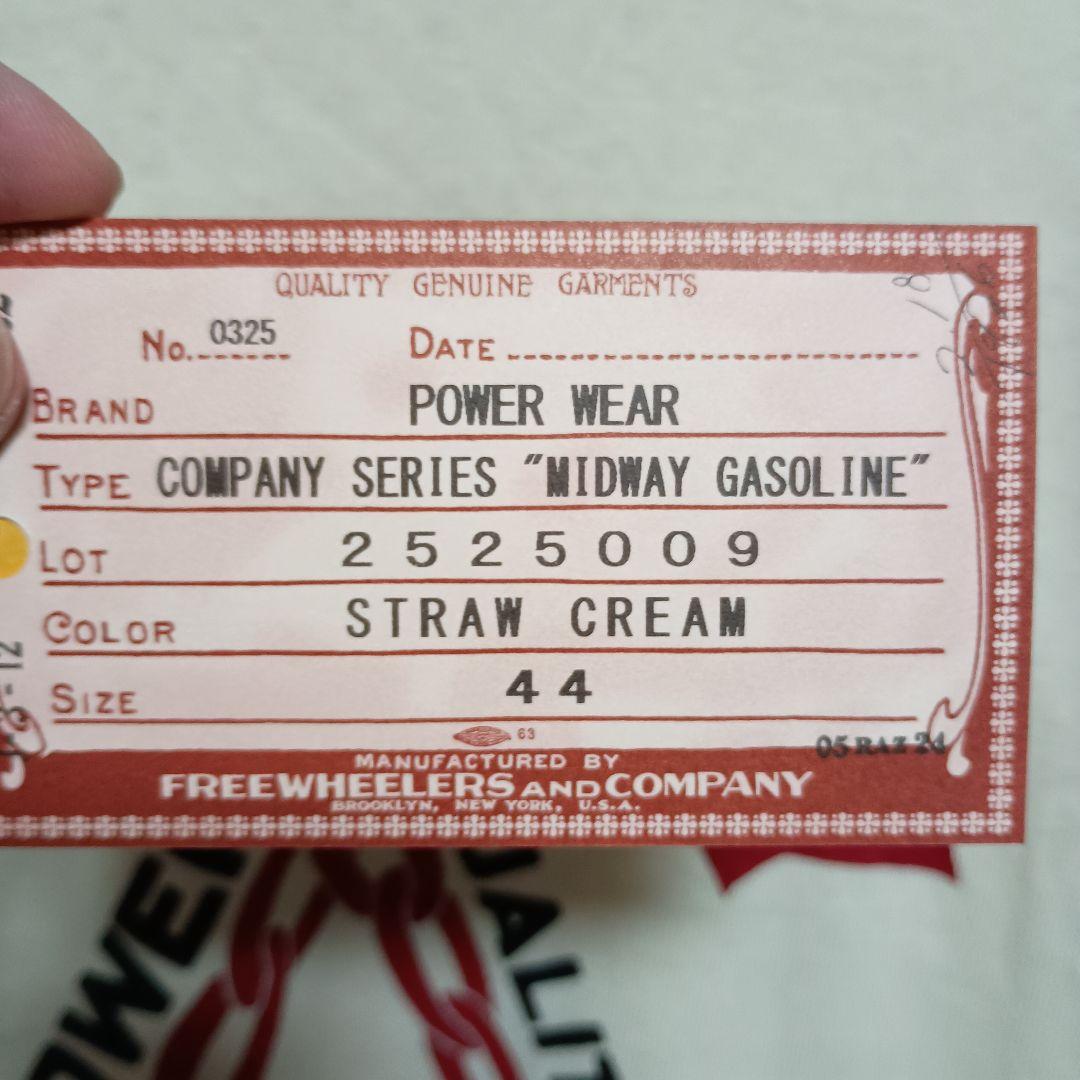 QUALITY GENUINE GARMENTS
No. 0325 DATE
BRAND POWER WEAR
TYPE COMPANY SERIES "MIDWAY GASOLINE"
LOT 2525009
COLOR STRAW CREAM
SIZE 44
63
05 RAZ 24
MANUFACTURED BY
FREEWHEELERS AND COMPANY
BROOKLYN, NEW YORK, U.S.A.